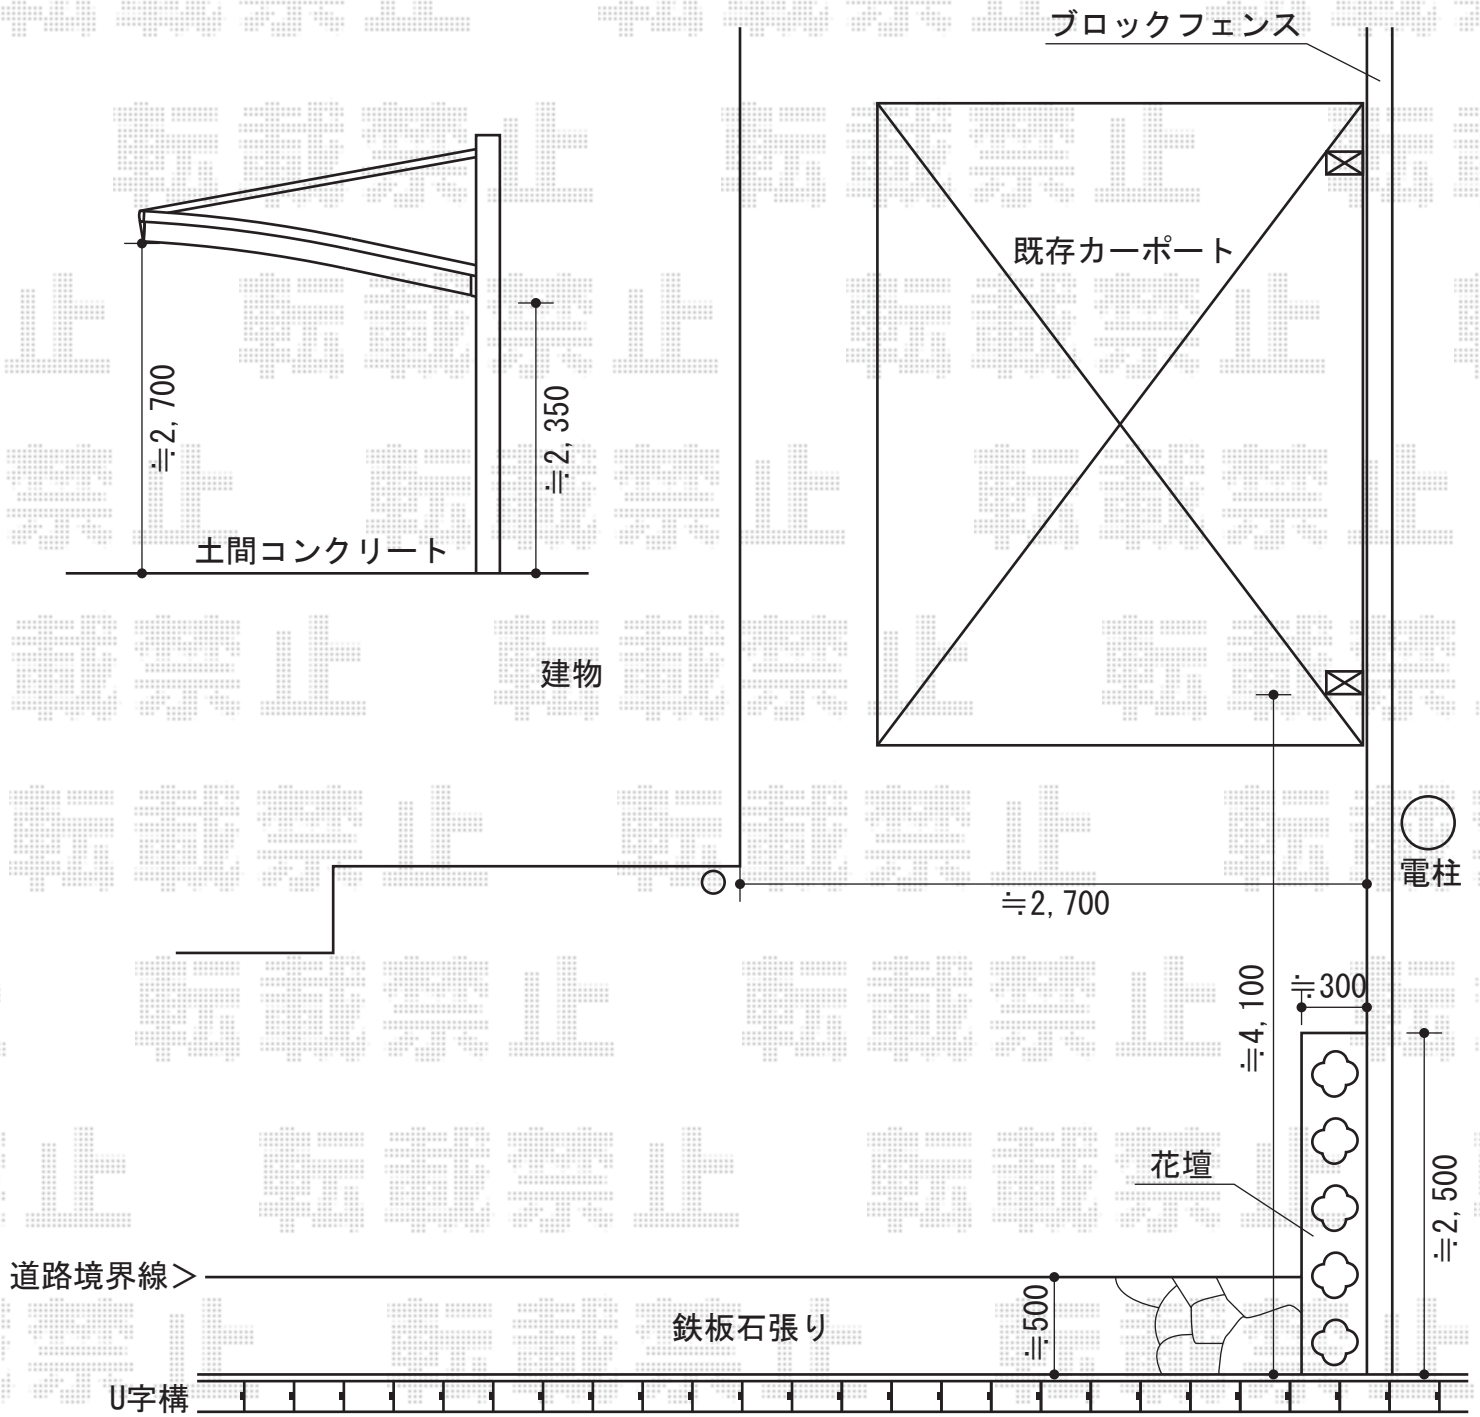 ブロックフェンス
既存カーポート
≒2,700
≒2,350
土間コンクリート
建物
電柱
≒2,700
≒300
≒4,100
花壇
≒2,500
道路境界線＞
≒500
鉄板石張り
U字構
転載禁止